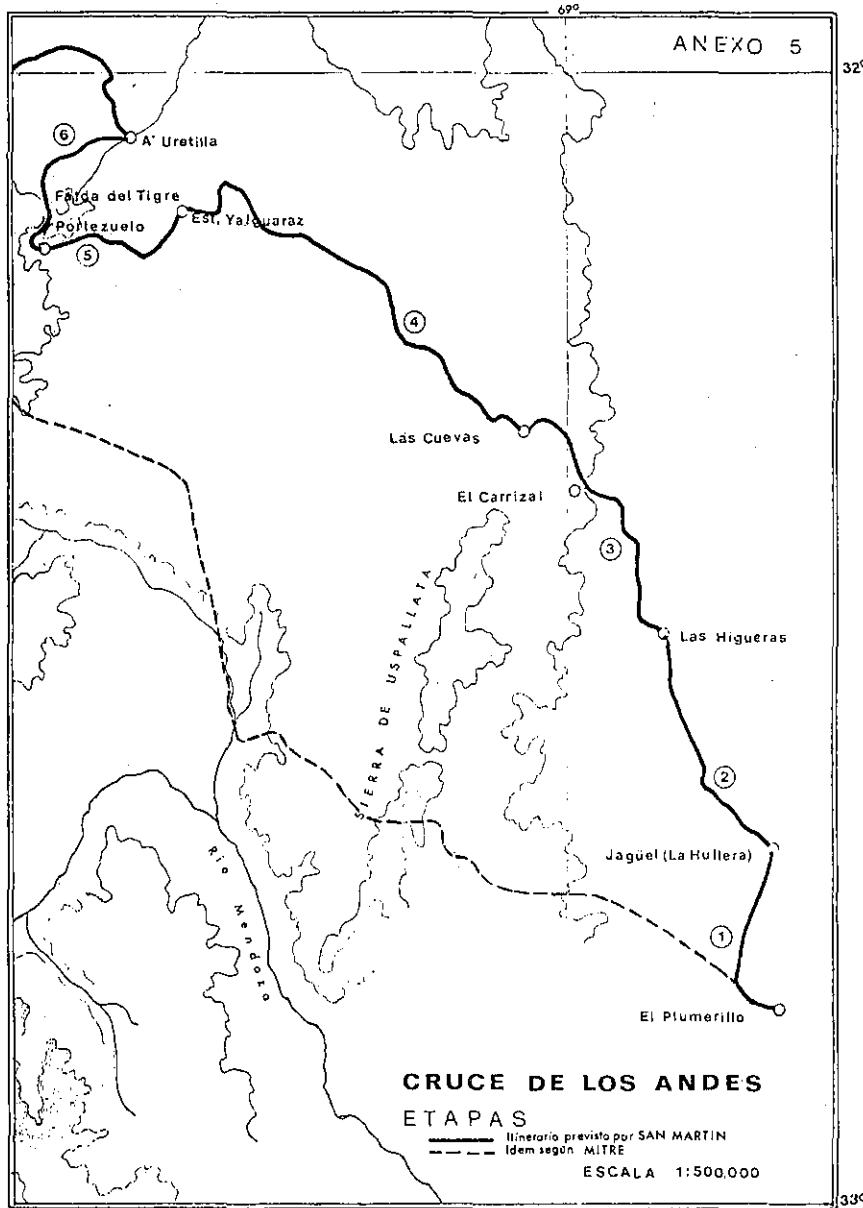 69°
ANEXO 5
32°
6
A° Uretilla
Falda del Tigre
Portezuelo
Est. Yalguaraz
5
4
Las Cuevas
El Carrizal
3
SIERRA DE USPALLATA
Las Higueras
2
Jagüel (La Hullera)
Río Mendoza
1
El Plumerillo
CRUCE DE LOS ANDES
ETAPAS
Itinerario previsto por SAN MARTIN
Idem según MITRE
ESCALA 1:500,000
33°